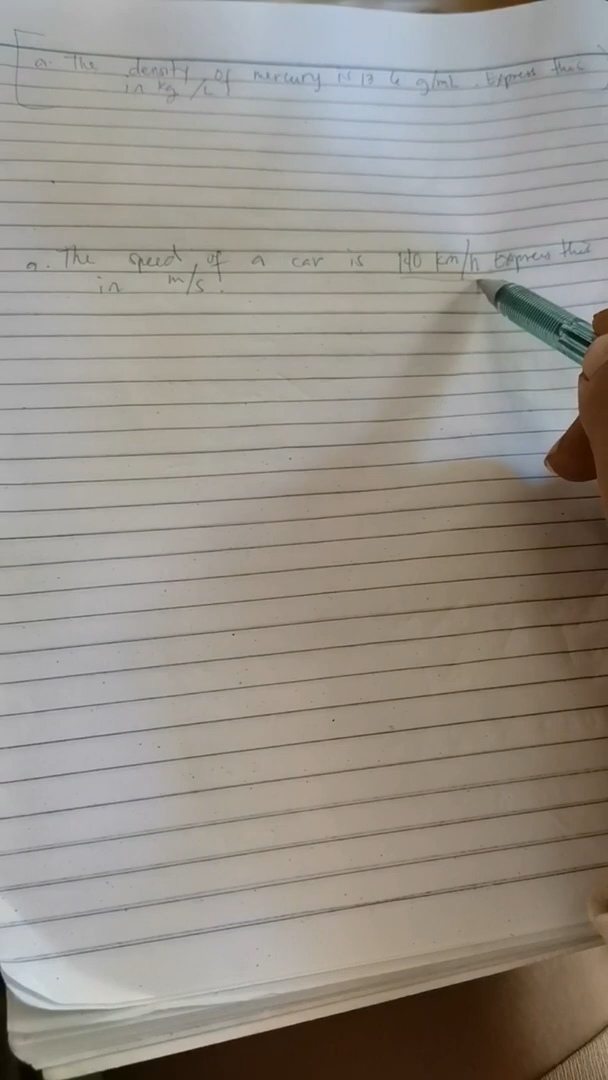 a. The density of mercury is 13 6 g/mL. Express this
in kg/L
a. The speed of a car is 140 km/h Express this
in m/s.